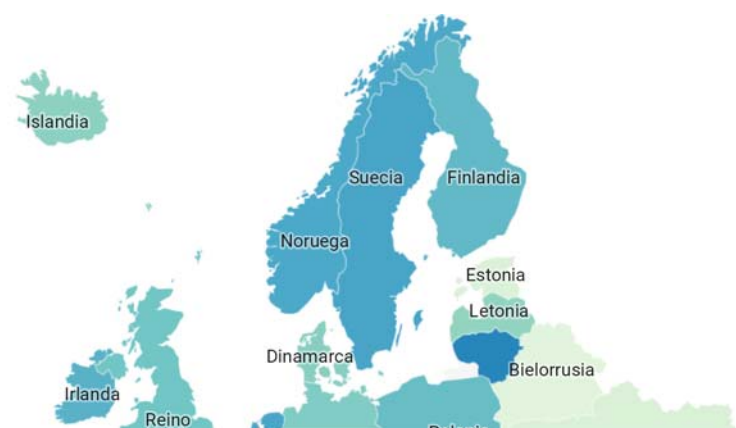 Islandia
Suecia
Finlandia
Noruega
Estonia
Letonia
Dinamarca
Bielorrusia
Irlanda
Reino